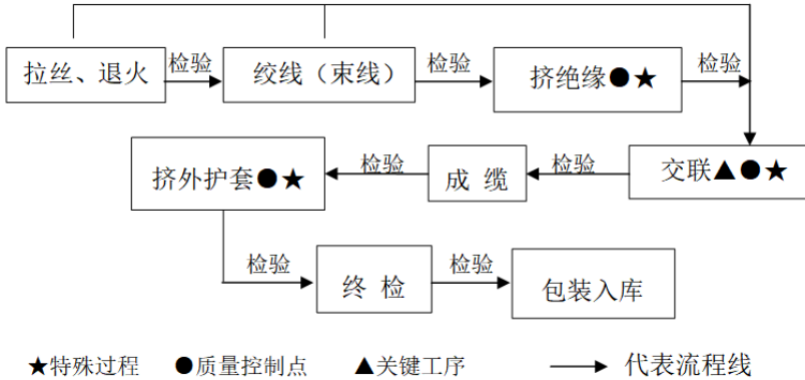 拉丝、退火
检验
绞线（束线）
检验
挤绝缘●★
检验
交联▲●★
检验
成 缆
检验
挤外护套●★
检验
终 检
检验
包装入库
★特殊过程 ●质量控制点 ▲关键工序 代表流程线